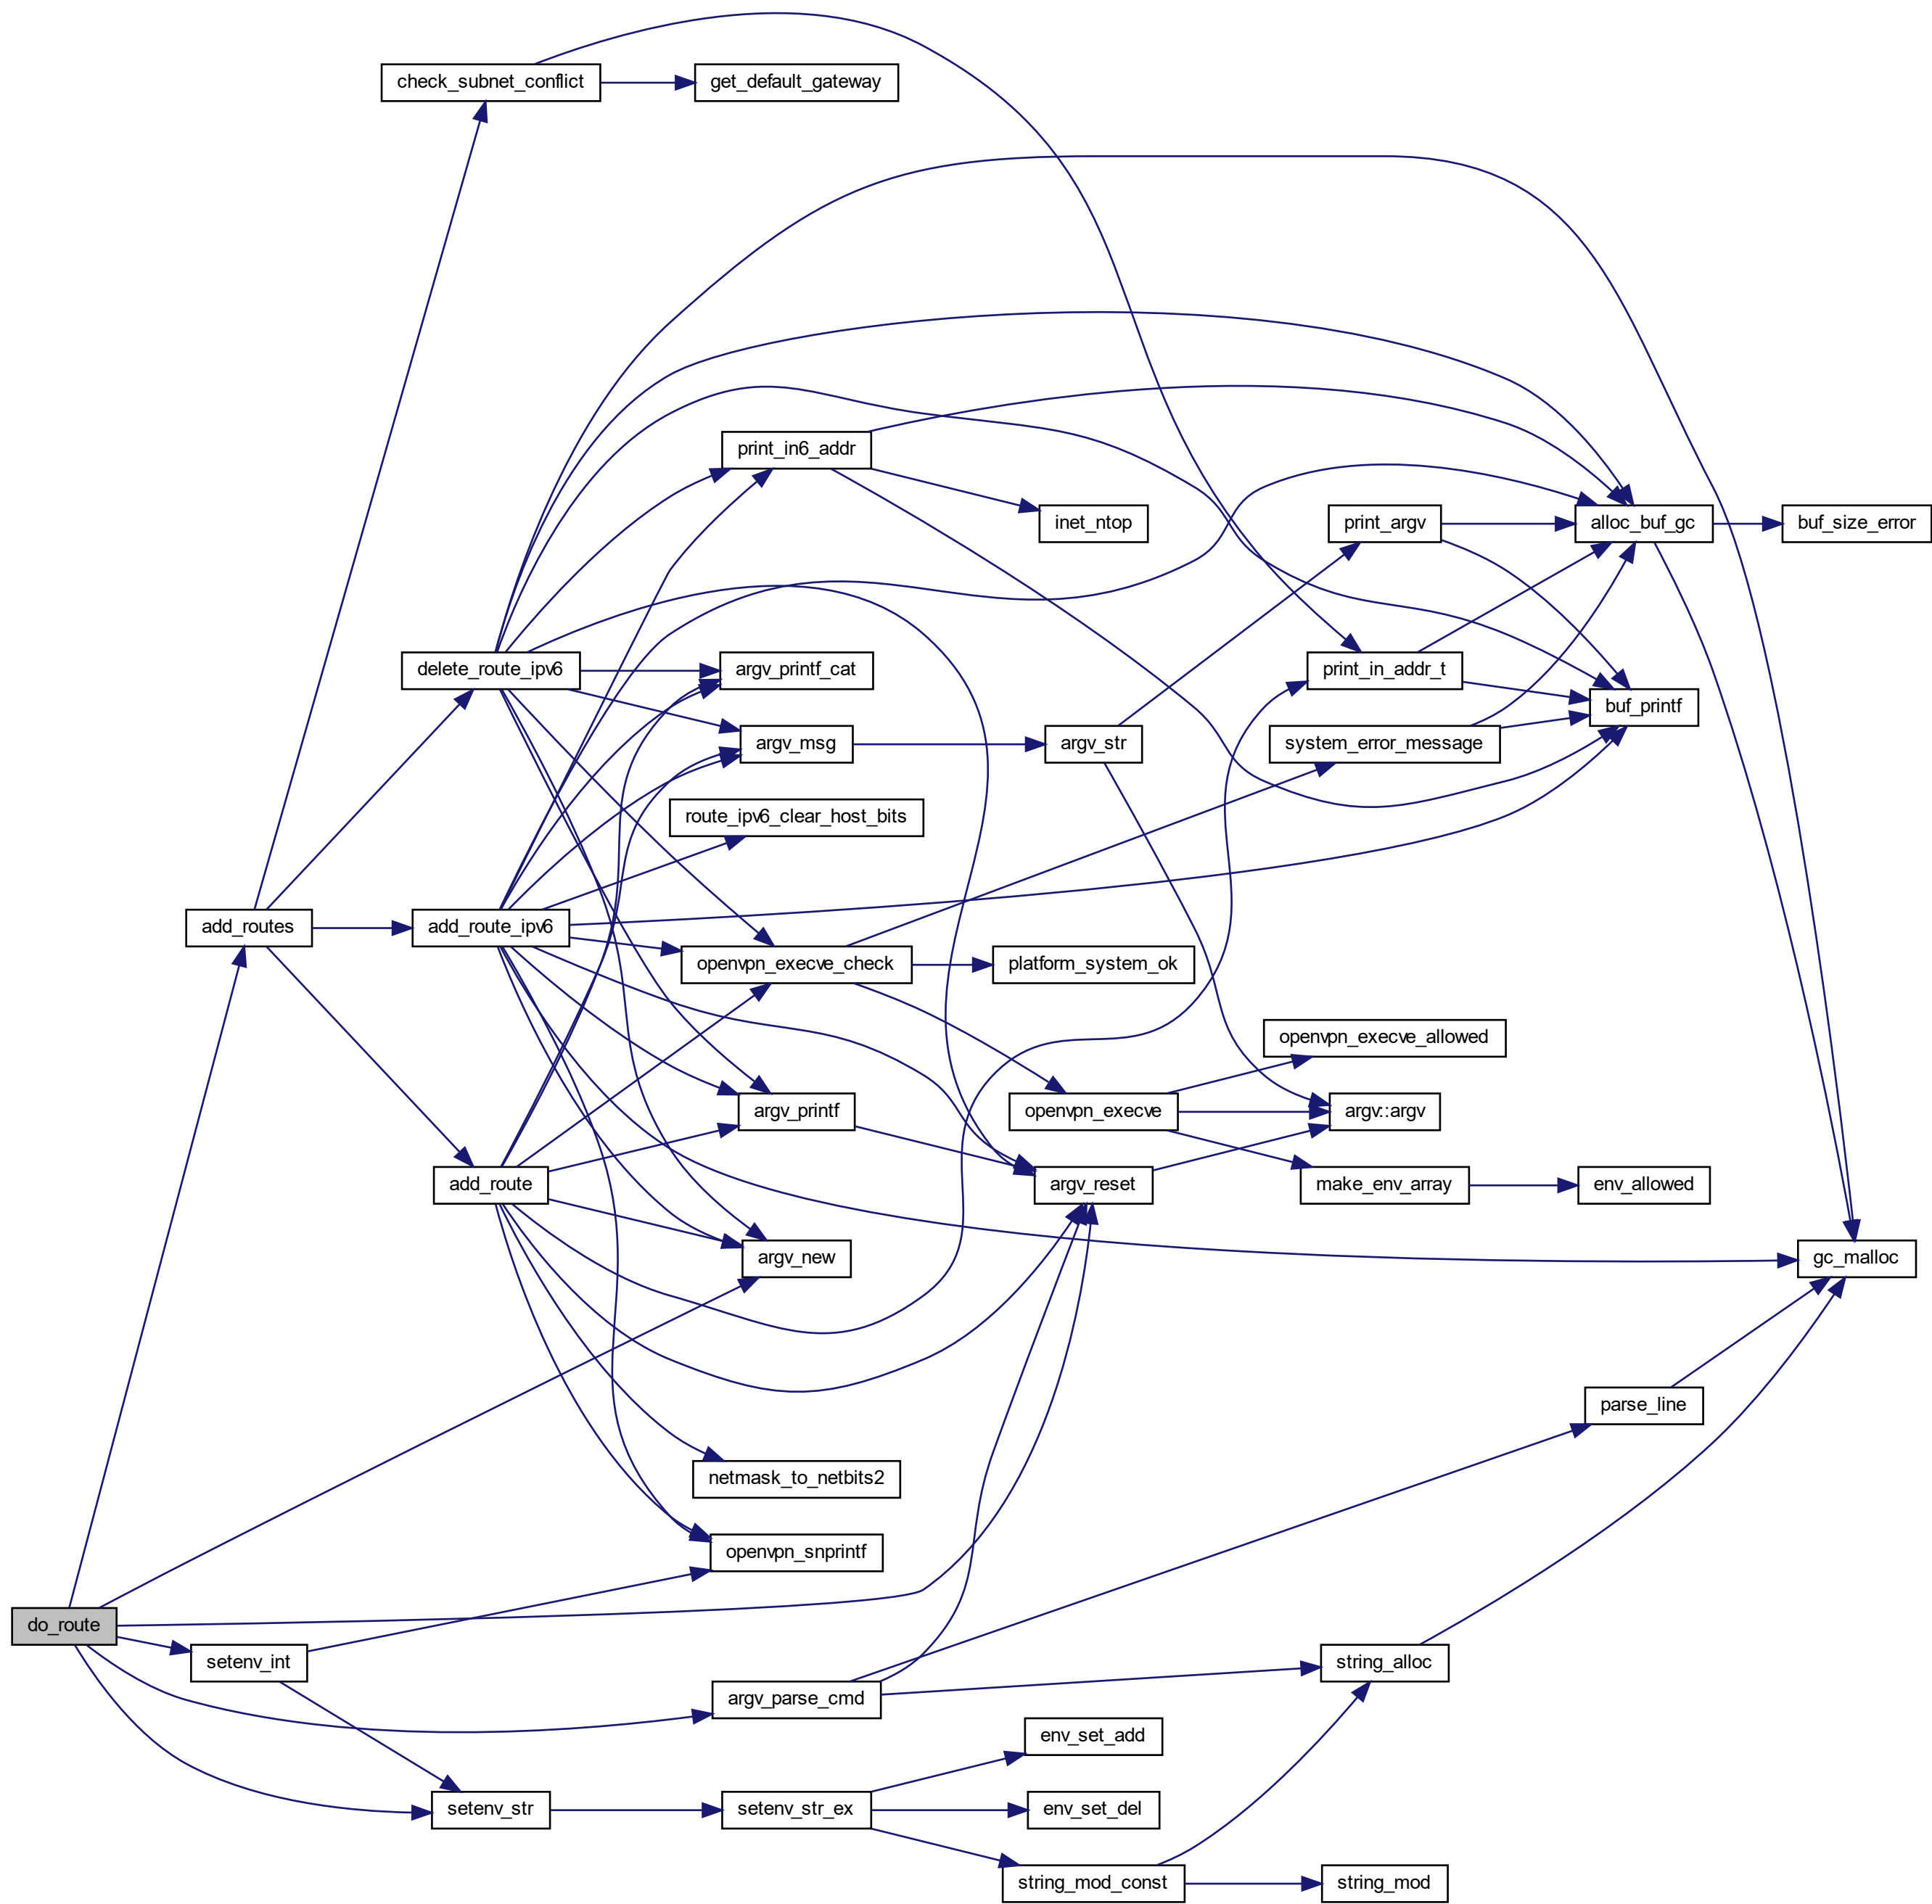 check_subnet_conflict
get_default_gateway
print_in6_addr
inet_ntop
print_argv
alloc_buf_gc
buf_size_error
delete_route_ipv6
argv_printf_cat
print_in_addr_t
buf_printf
argv_msg
argv_str
system_error_message
route_ipv6_clear_host_bits
add_routes
add_route_ipv6
openvpn_execve_check
platform_system_ok
openvpn_execve_allowed
argv_printf
openvpn_execve
argv::argv
add_route
argv_reset
make_env_array
env_allowed
argv_new
gc_malloc
parse_line
netmask_to_netbits2
openvpn_snprintf
do_route
setenv_int
string_alloc
argv_parse_cmd
env_set_add
setenv_str
setenv_str_ex
env_set_del
string_mod_const
string_mod